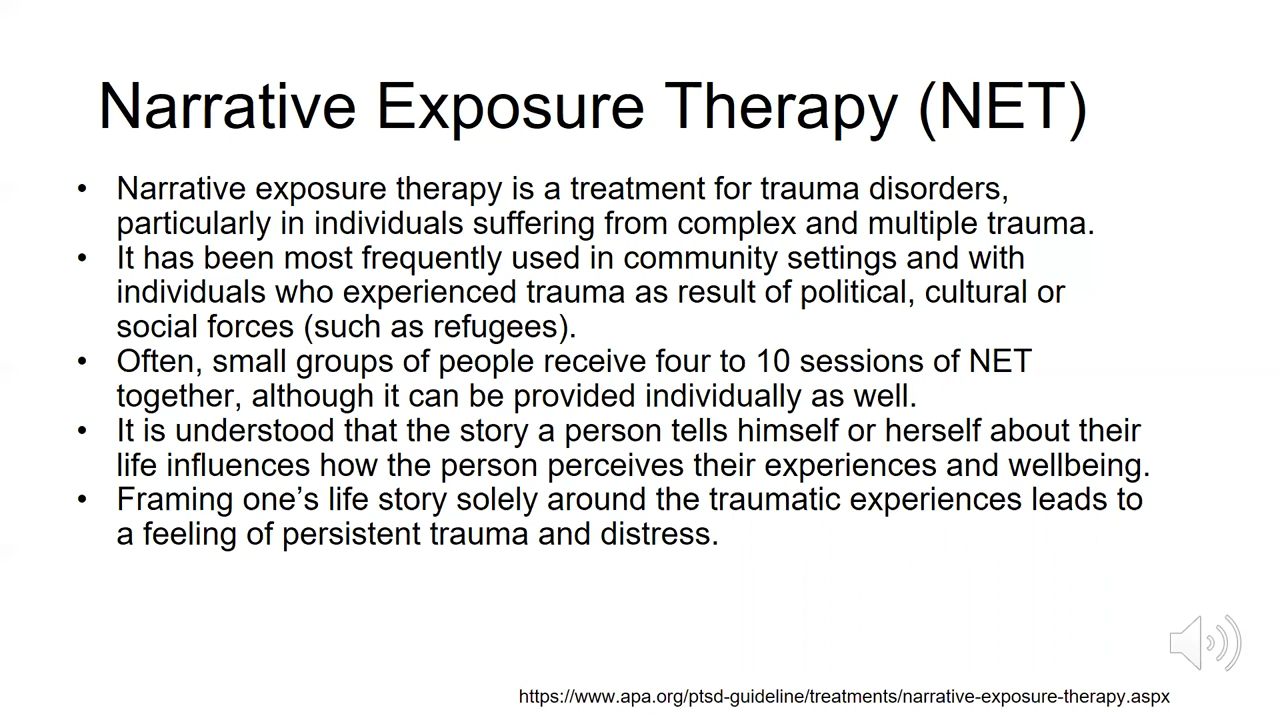 Narrative Exposure Therapy (NET)
• Narrative exposure therapy is a treatment for trauma disorders,
particularly in individuals suffering from complex and multiple trauma.
• It has been most frequently used in community settings and with
individuals who experienced trauma as result of political, cultural or
social forces (such as refugees).
• Often, small groups of people receive four to 10 sessions of NET
together, although it can be provided individually as well.
• It is understood that the story a person tells himself or herself about their
life influences how the person perceives their experiences and wellbeing.
• Framing one’s life story solely around the traumatic experiences leads to
a feeling of persistent trauma and distress.
https://www.apa.org/ptsd-guideline/treatments/narrative-exposure-therapy.aspx